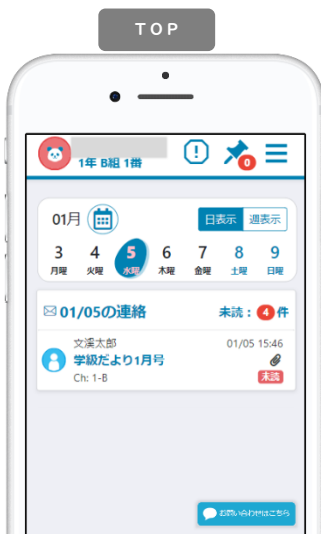 TOP
1年 B組 1番
0
01月
日表示 週表示
3 4 5 6 7 8 9
月曜 火曜 水曜 木曜 金曜 土曜 日曜
01/05の連絡 未読：4件
文渓太郎 01/05 15:46
学級だより1月号
Ch: 1-B 未読
お問い合わせはこちら